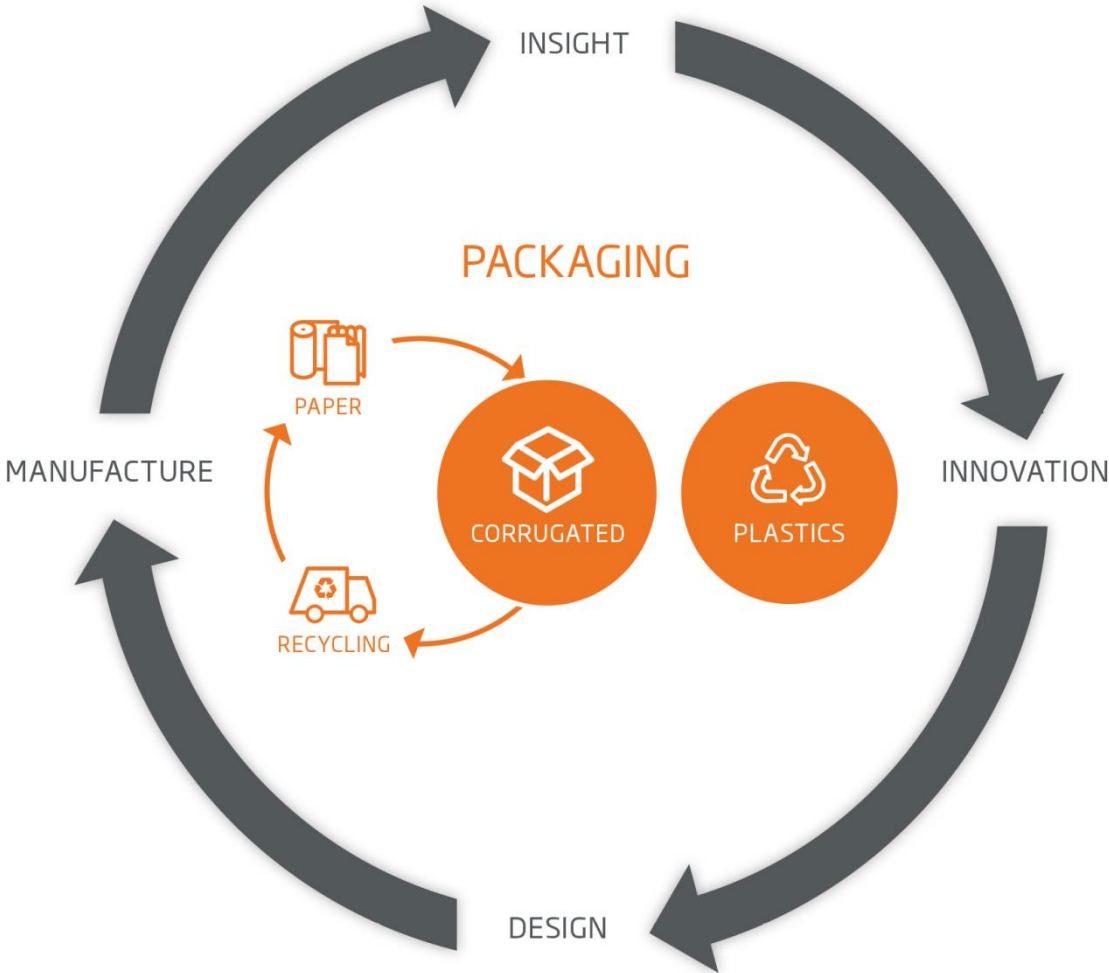 INSIGHT
PACKAGING
PAPER
MANUFACTURE
INNOVATION
CORRUGATED
PLASTICS
RECYCLING
DESIGN